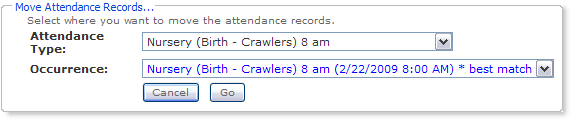 Move Attendance Records...
Select where you want to move the attendance records.
Attendance Type: Nursery (Birth - Crawlers) 8 am
Occurrence: Nursery (Birth - Crawlers) 8 am (2/22/2009 8:00 AM) * best match
Cancel Go